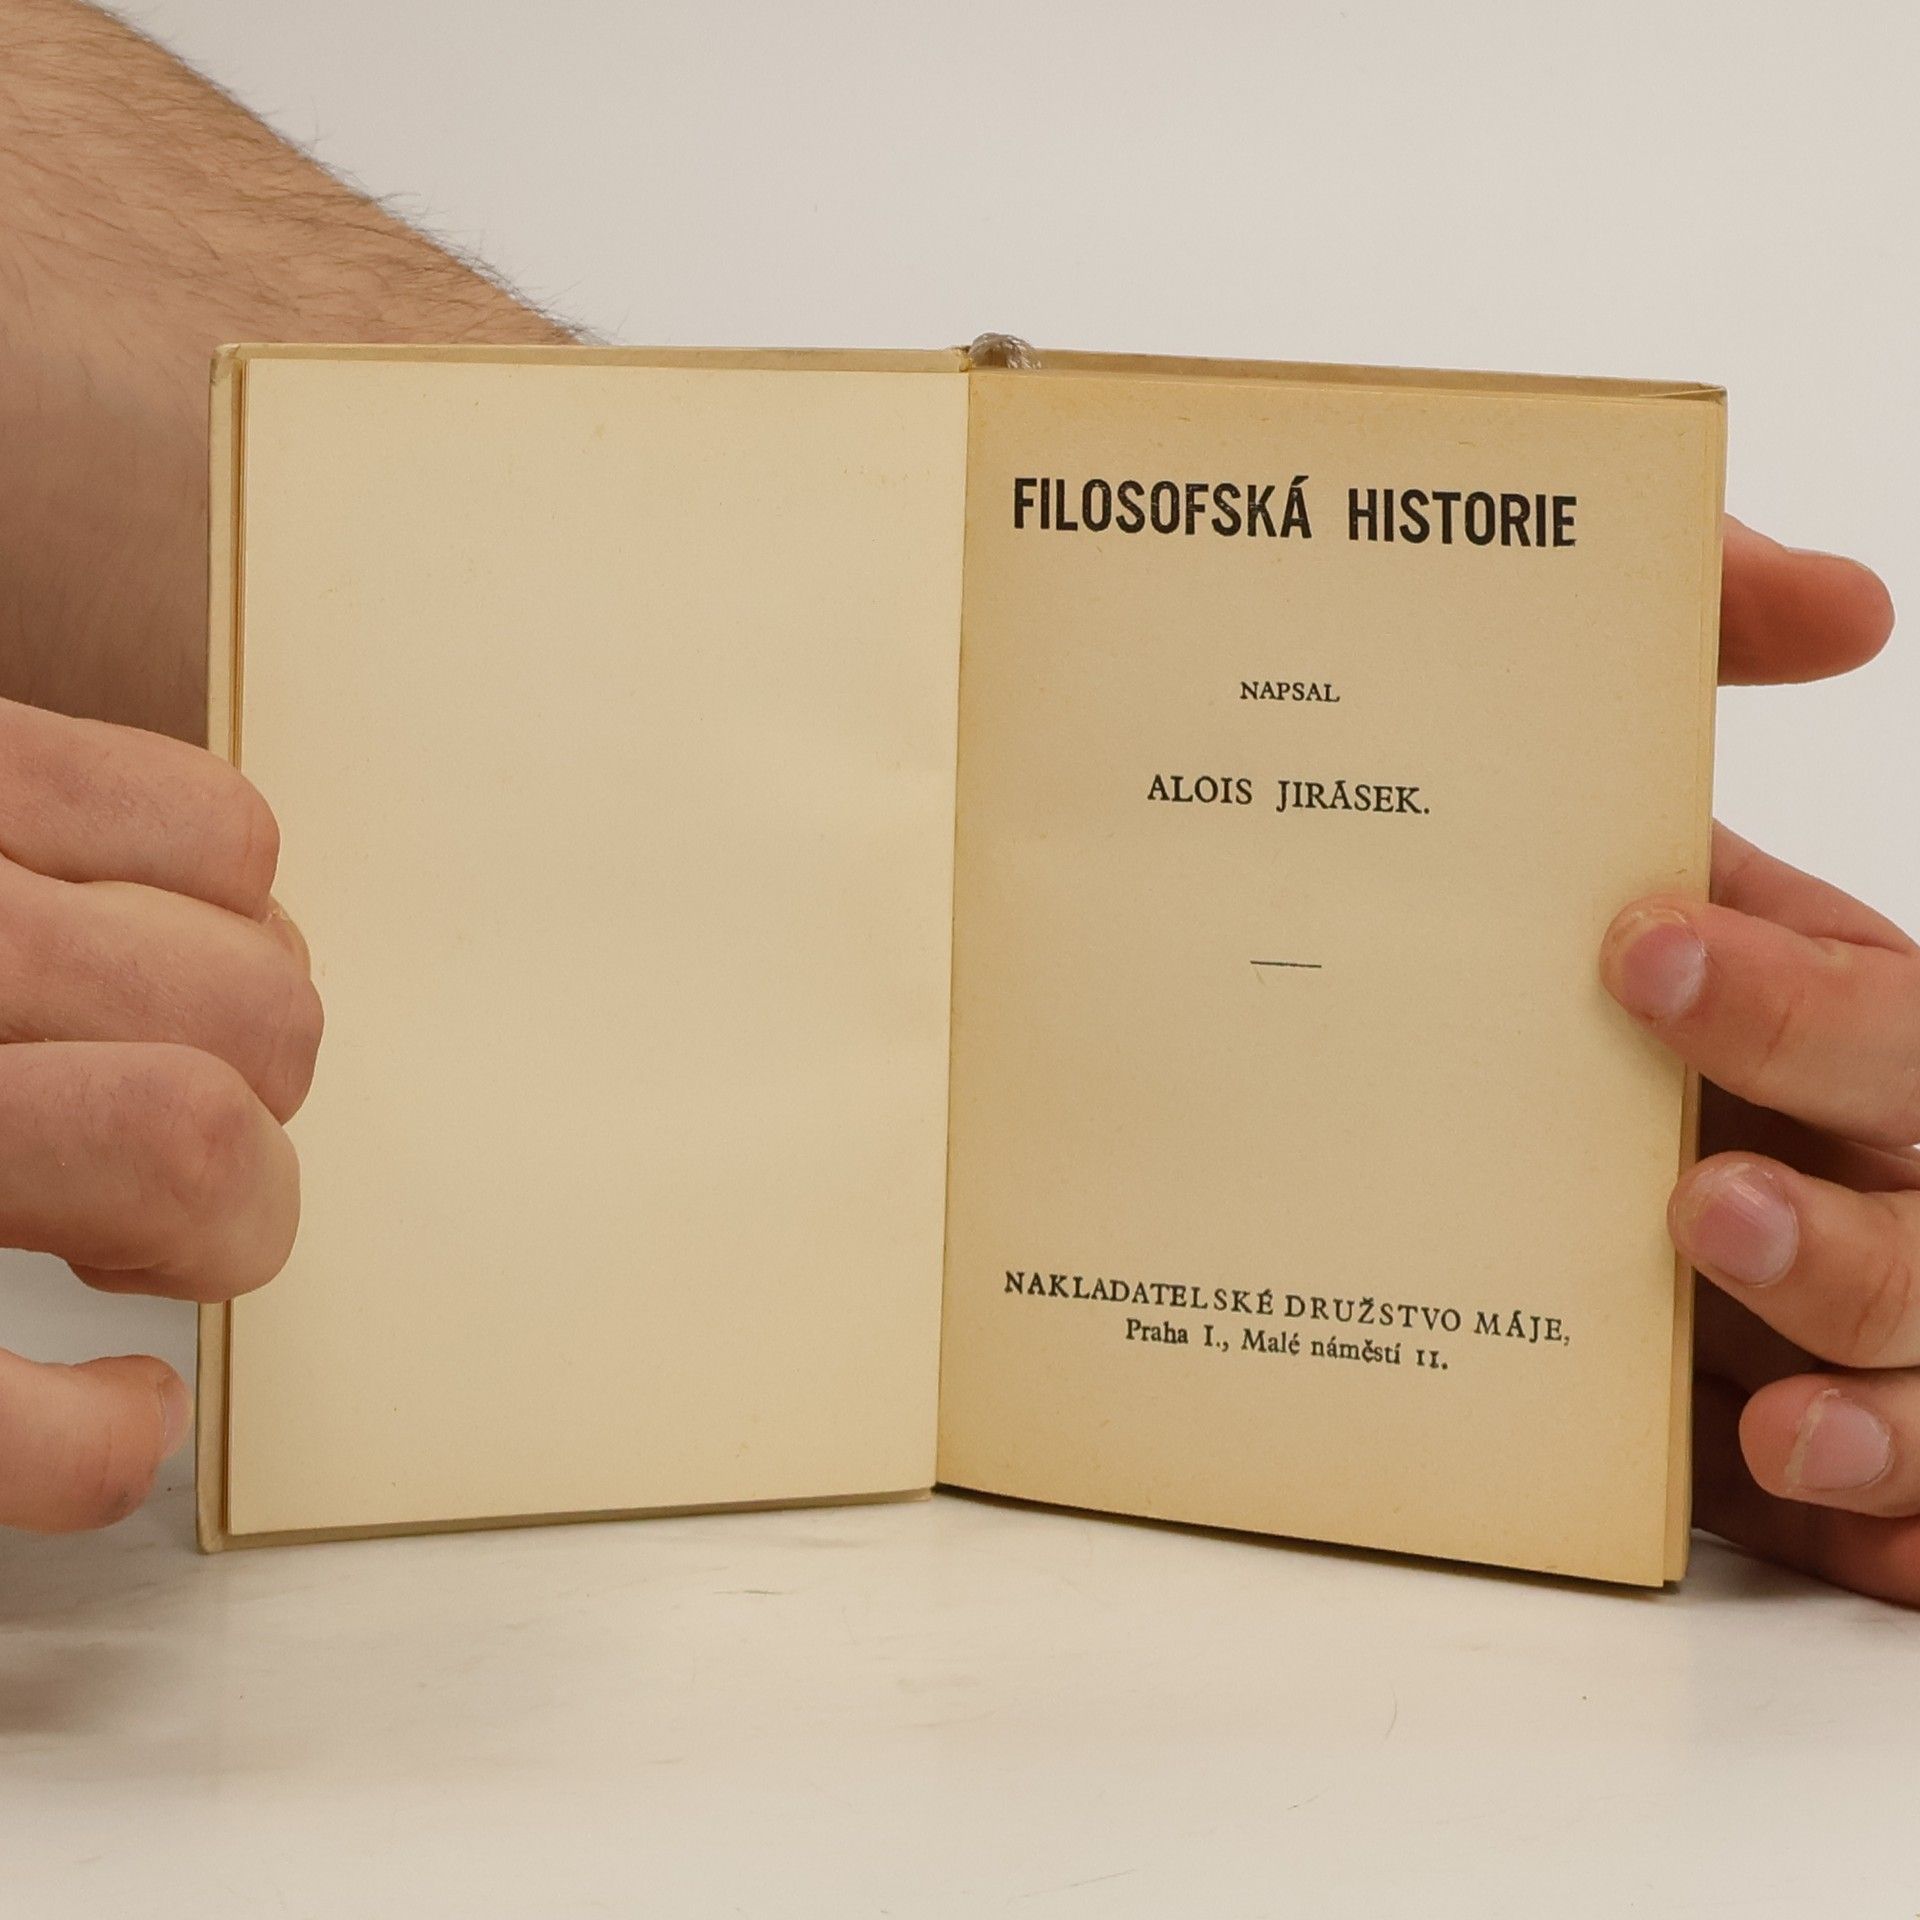 FILOSOFSKÁ HISTORIE
NAPSAL
ALOIS JIRÁSEK.
NAKLADATELSKÉ DRUŽSTVO MÁJE,
Praha I., Malé náměstí 11.